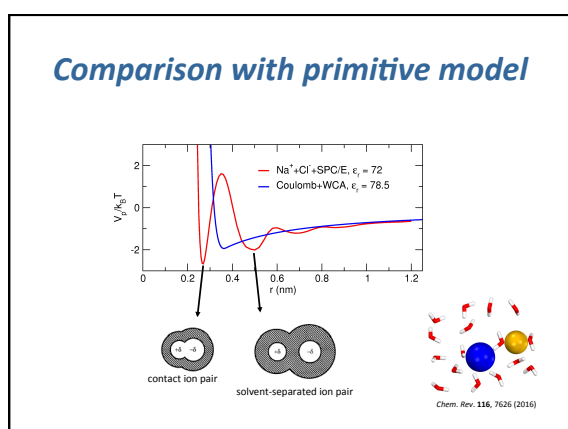 Comparison with primitive model
2
0
-2
V_p/k_BT
Na⁺+Cl⁻+SPC/E, ε_r = 72
Coulomb+WCA, ε_r = 78.5
0 0.2 0.4 0.6 0.8 1 1.2
r (nm)
+δ −δ
+δ −δ
contact ion pair
solvent-separated ion pair
Chem. Rev. 116, 7626 (2016)